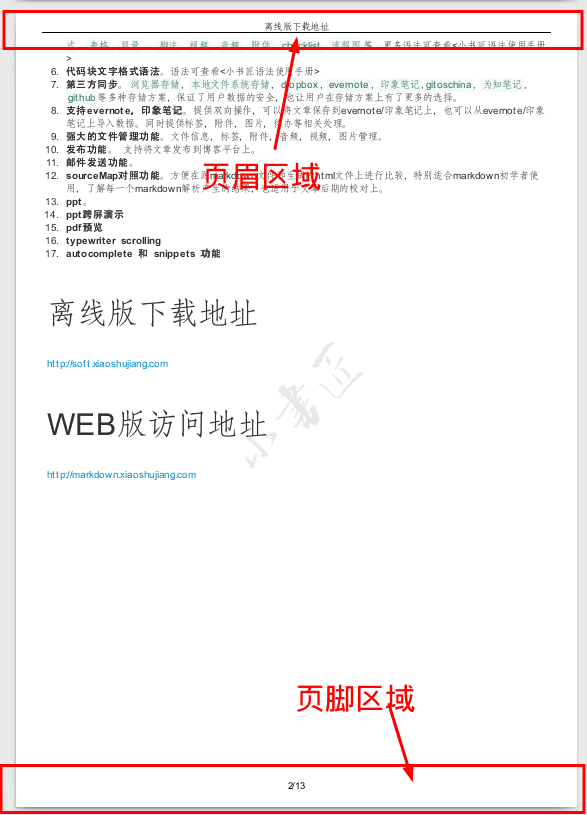 离线版下载地址
式, 表格, 目录, 脚注, 视频, 音频, 附件, checklist, 流程图等, 更多语法可查看<小书匠语法使用手册
>
6. 代码块文字格式语法。语法可查看<小书匠语法使用手册>
7. 第三方同步。浏览器存储, 本地文件系统存储, dropbox, evernote, 印象笔记, gitoschina, 为知笔记,
github等多种存储方案, 保证了用户数据的安全, 也让用户在存储方案上有了更多的选择。
8. 支持evernote, 印象笔记。提供双向操作, 可以将文章保存到evernote/印象笔记上, 也可以从evernote/印象
笔记上导入数据。同时提供标签, 附件, 图片, 待办等相关处理。
9. 强大的文件管理功能。文件信息, 标签, 附件, 音频, 视频, 图片管理。
10. 发布功能。 支持将文章发布到博客平台上。
11. 邮件发送功能。
页眉区域
12. sourceMap对照功能。方便在源markdown文件和生成的html文件上进行比较, 特别适合markdown初学者使
用, 了解每一个markdown解析产生的结果, 也适用于文章后期的校对上。
13. ppt。
14. ppt跨屏演示
15. pdf预览
16. typewriter scrolling
17. autocomplete 和 snippets 功能
离线版下载地址
http://soft.xiaoshujiang.com
小书匠
WEB版访问地址
http://markdown.xiaoshujiang.com
页脚区域
2/13